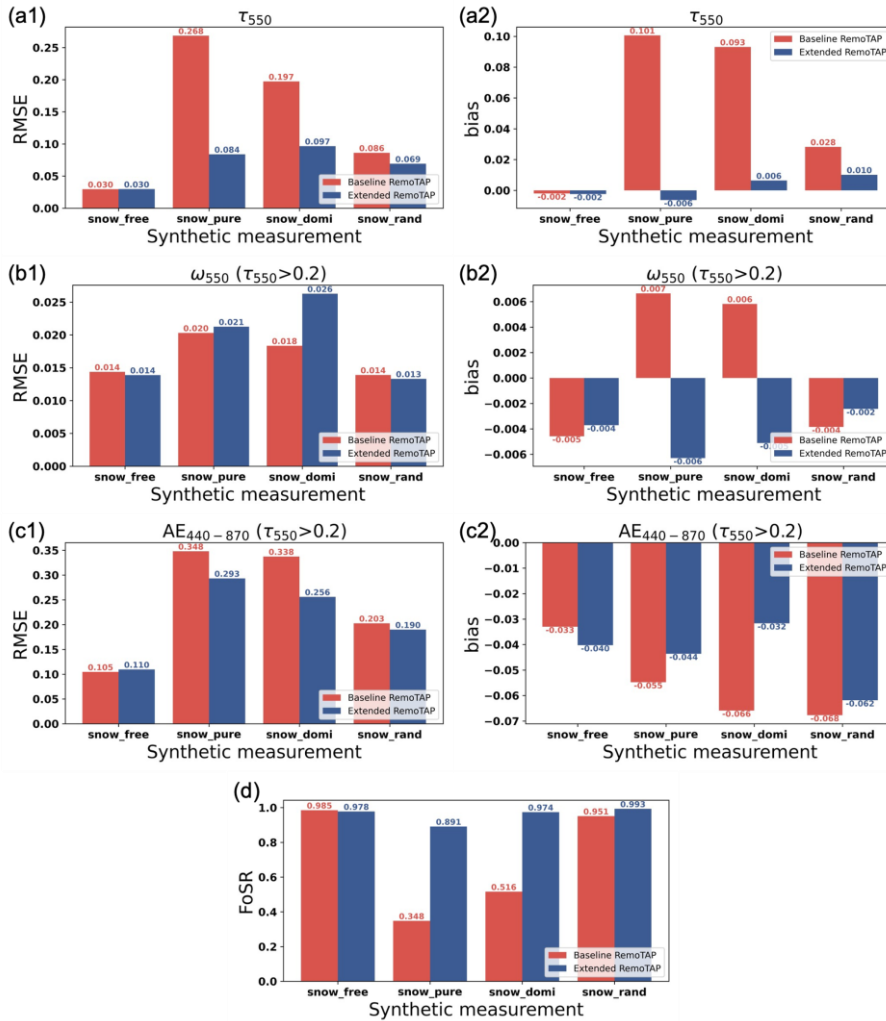 (a1)
τ550
RMSE
0.25
0.20
0.15
0.10
0.05
0.00
0.030
0.030
0.268
0.084
0.197
0.097
0.086
0.069
Baseline RemoTAP
Extended RemoTAP
snow_free
snow_pure
snow_domi
snow_rand
Synthetic measurement
(a2)
τ550
bias
0.10
0.08
0.06
0.04
0.02
0.00
-0.002
-0.002
0.101
-0.006
0.093
0.006
0.028
0.010
Baseline RemoTAP
Extended RemoTAP
snow_free
snow_pure
snow_domi
snow_rand
Synthetic measurement
(b1)
ω550 (τ550>0.2)
RMSE
0.025
0.020
0.015
0.010
0.005
0.000
0.014
0.014
0.020
0.021
0.018
0.026
0.014
0.013
Baseline RemoTAP
Extended RemoTAP
snow_free
snow_pure
snow_domi
snow_rand
Synthetic measurement
(b2)
ω550 (τ550>0.2)
bias
0.006
0.004
0.002
0.000
−0.002
−0.004
−0.006
-0.005
-0.004
0.007
-0.006
0.006
-0.004
-0.002
Baseline RemoTAP
Extended RemoTAP
snow_free
snow_pure
snow_domi
snow_rand
Synthetic measurement
(c1)
AE440−870 (τ550>0.2)
RMSE
0.35
0.30
0.25
0.20
0.15
0.10
0.05
0.00
0.105
0.110
0.348
0.293
0.338
0.256
0.203
0.190
Baseline RemoTAP
Extended RemoTAP
snow_free
snow_pure
snow_domi
snow_rand
Synthetic measurement
(c2)
AE440−870 (τ550>0.2)
bias
0.00
−0.01
−0.02
−0.03
−0.04
−0.05
−0.06
−0.07
-0.033
-0.040
-0.055
-0.044
-0.066
-0.032
-0.068
-0.062
Baseline RemoTAP
Extended RemoTAP
snow_free
snow_pure
snow_domi
snow_rand
Synthetic measurement
(d)
FoSR
1.0
0.8
0.6
0.4
0.2
0.0
0.985
0.978
0.348
0.891
0.516
0.974
0.951
0.993
Baseline RemoTAP
Extended RemoTAP
snow_free
snow_pure
snow_domi
snow_rand
Synthetic measurement